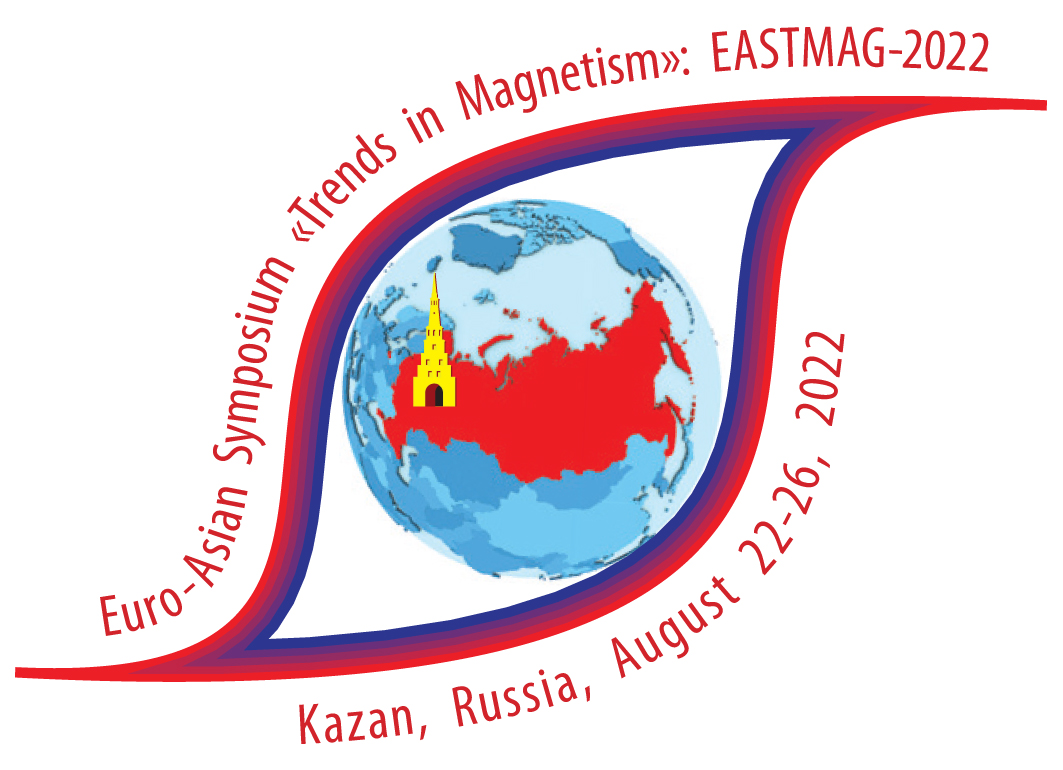 Euro-Asian Symposium «Trends in Magnetism»: EASTMAG-2022
Kazan, Russia, August 22-26, 2022